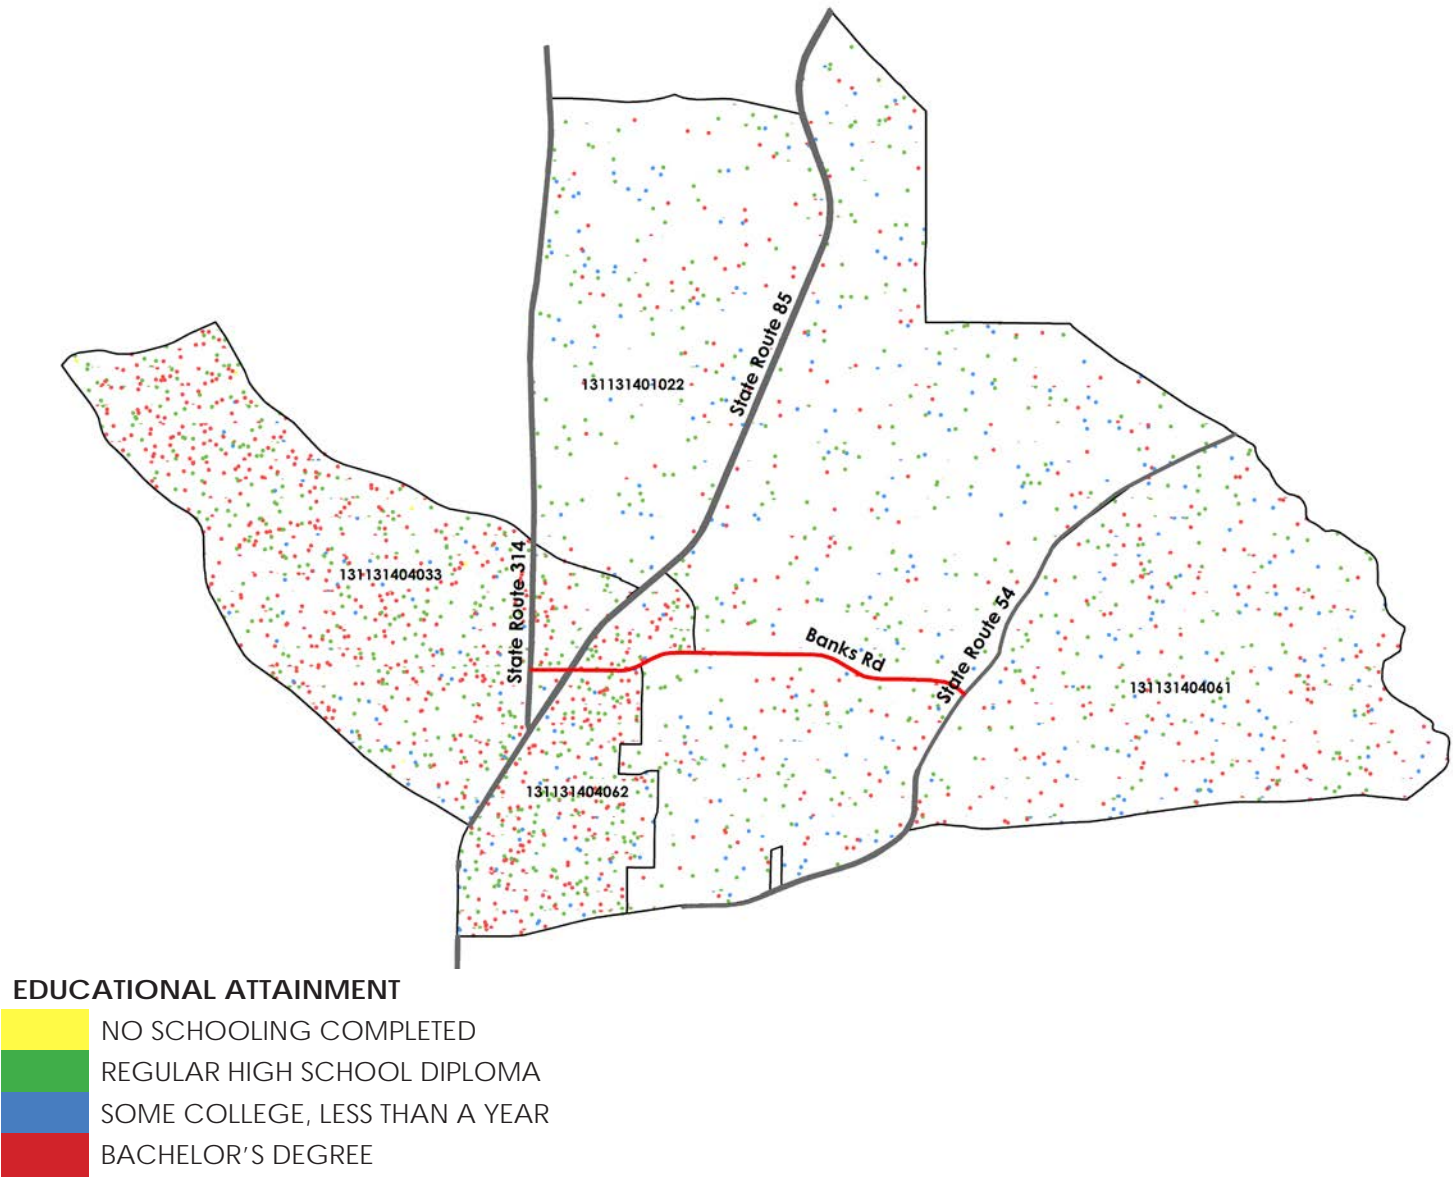 State Route 85
131131401022
State Route 314
131131404033
State Route 54
Banks Rd
131131404061
131131404062
EDUCATIONAL ATTAINMENT
NO SCHOOLING COMPLETED
REGULAR HIGH SCHOOL DIPLOMA
SOME COLLEGE, LESS THAN A YEAR
BACHELOR'S DEGREE